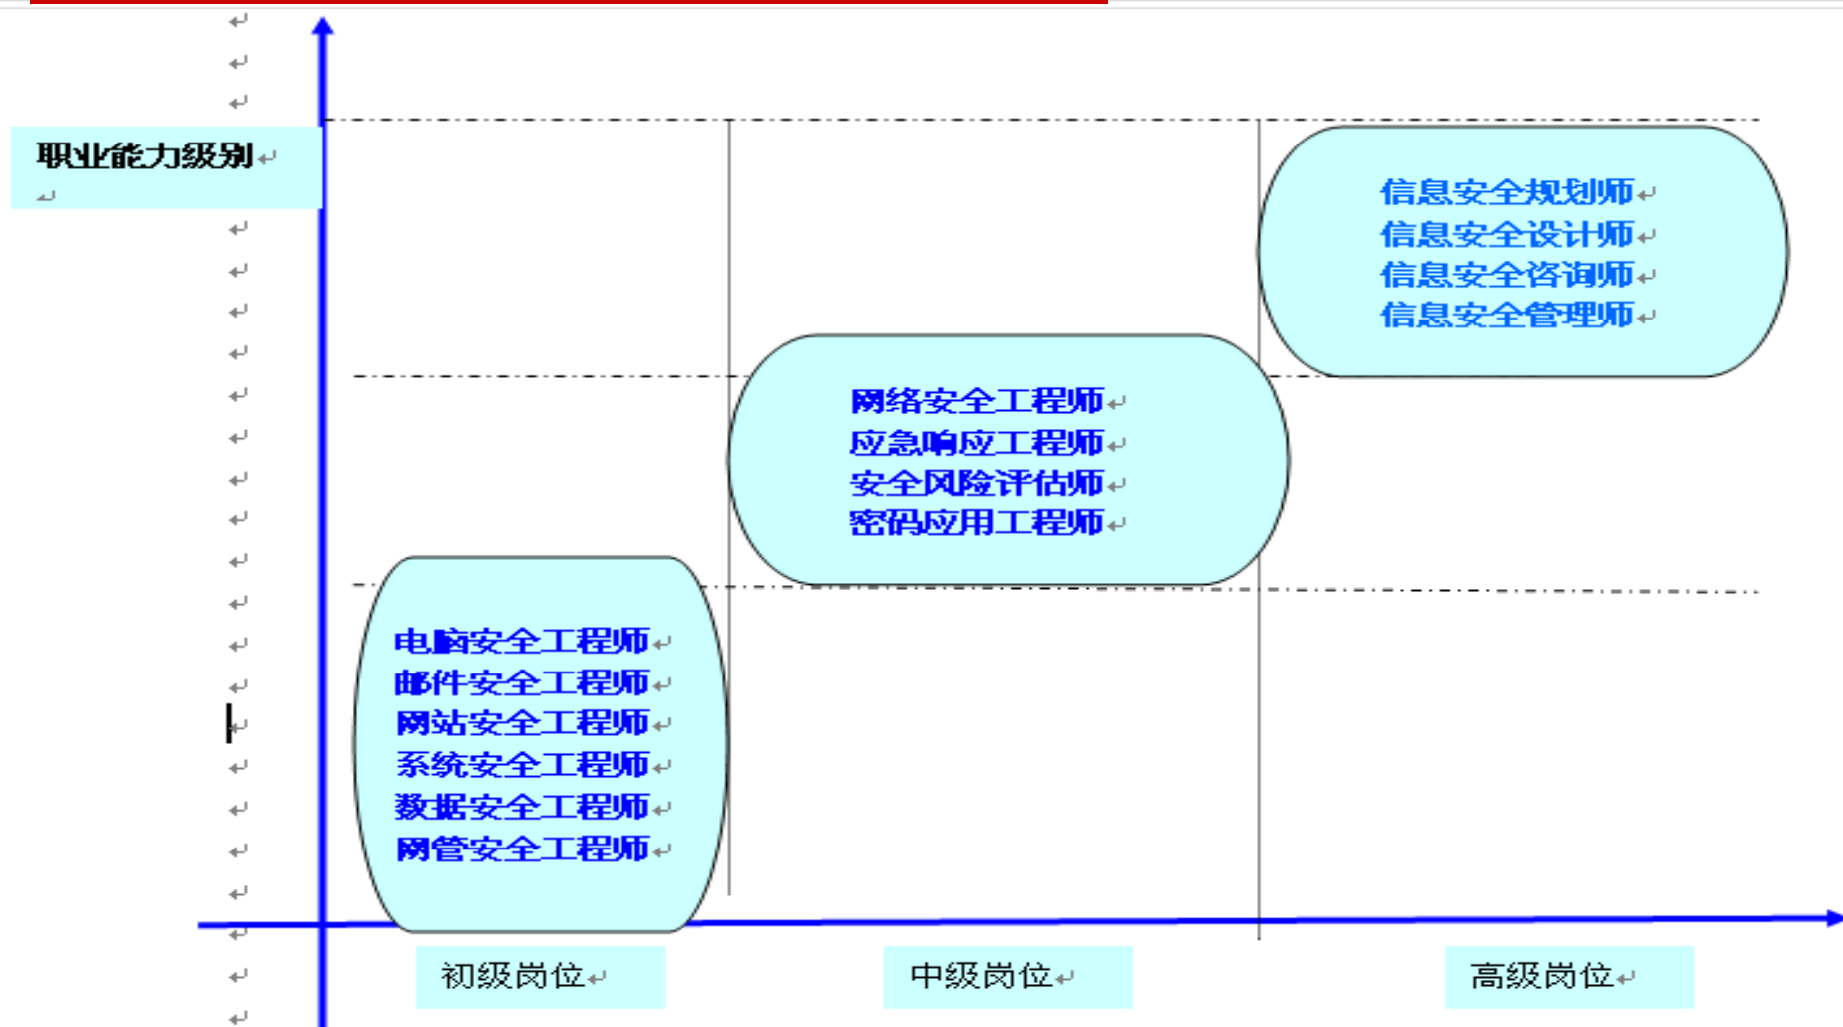 职业能力级别
信息安全规划师
信息安全设计师
信息安全咨询师
信息安全管理师
网络安全工程师
应急响应工程师
安全风险评估师
密码应用工程师
电脑安全工程师
邮件安全工程师
网站安全工程师
系统安全工程师
数据安全工程师
网管安全工程师
初级岗位
中级岗位
高级岗位